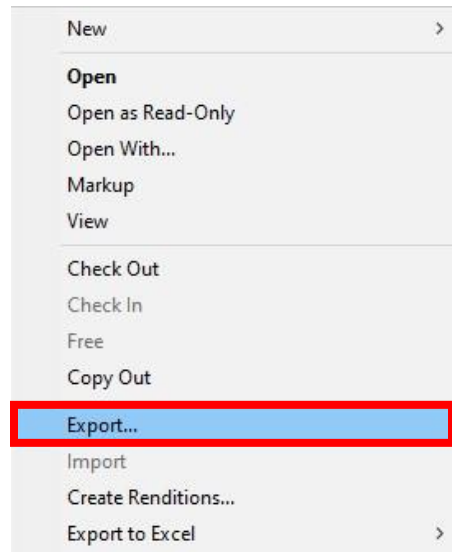 New
Open
Open as Read-Only
Open With...
Markup
View
Check Out
Check In
Free
Copy Out
Export...
Import
Create Renditions...
Export to Excel